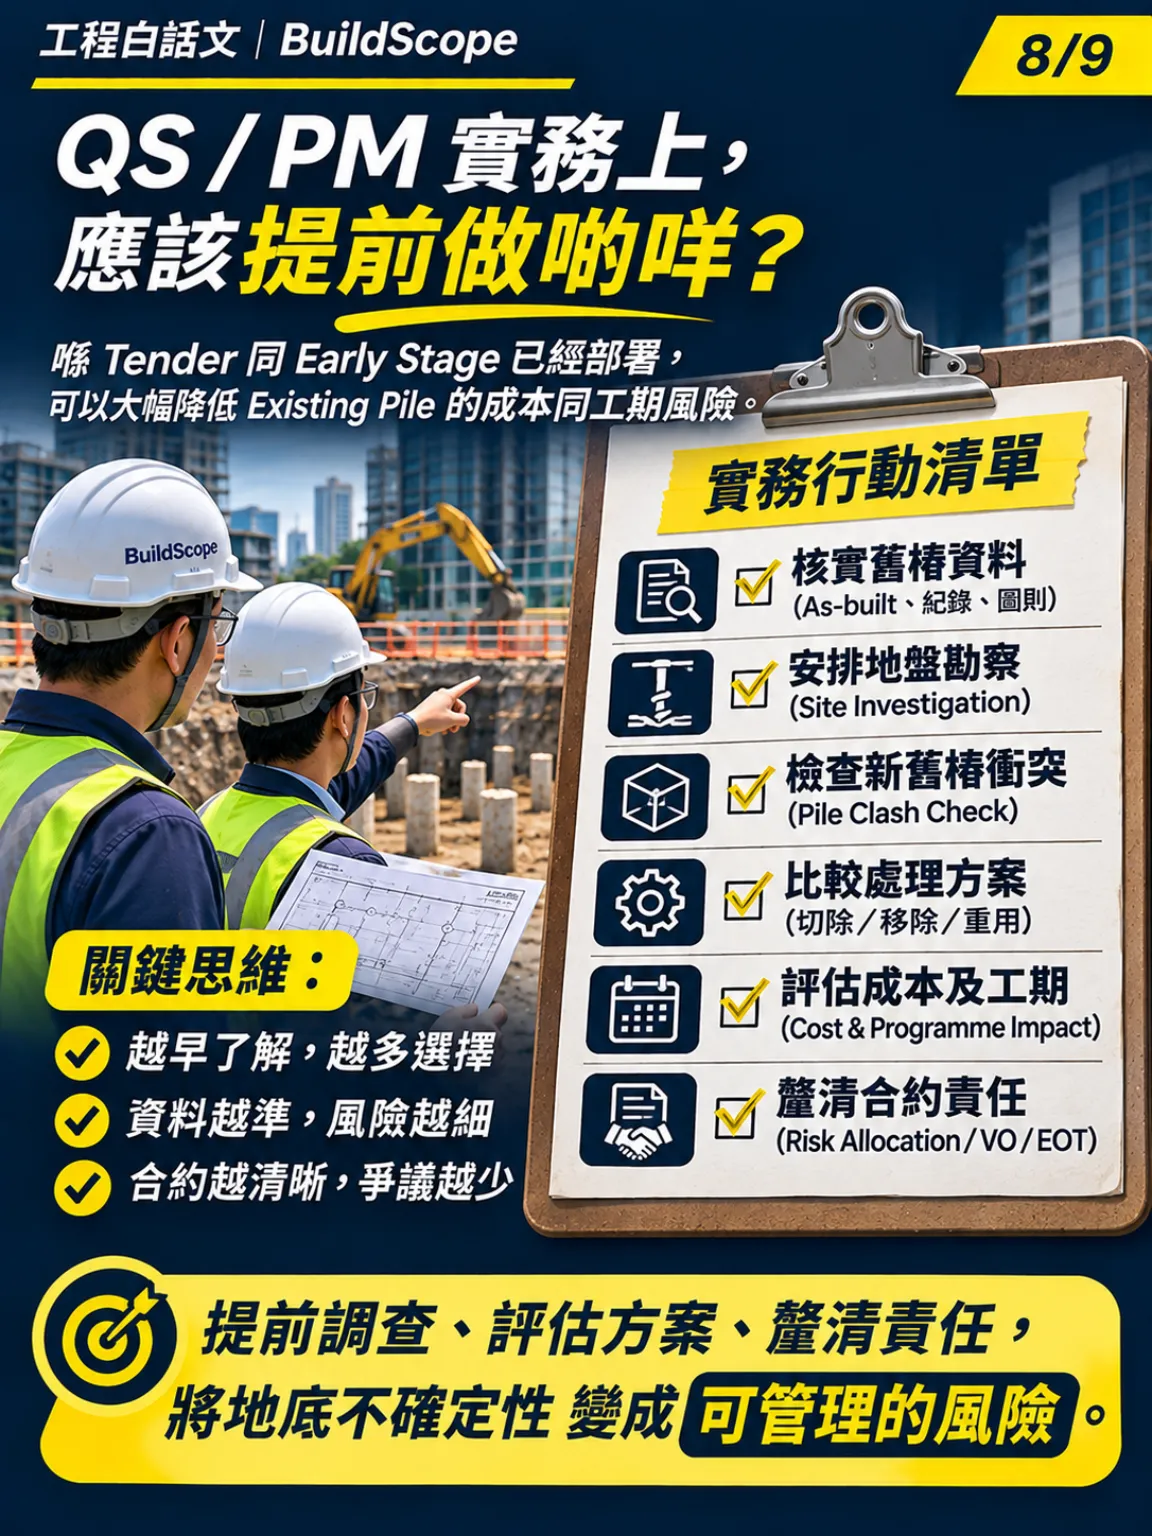 工程白話文｜BuildScope
8/9
QS / PM 實務上，
應該提前做啲咩？
喺 Tender 同 Early Stage 已經部署，
可以大幅降低 Existing Pile 的成本同工期風險。
BuildScope
實務行動清單
核實舊樁資料
(As-built、紀錄、圖則)
安排地盤勘察
(Site Investigation)
檢查新舊樁衝突
(Pile Clash Check)
比較處理方案
(切除／移除／重用)
評估成本及工期
(Cost & Programme Impact)
釐清合約責任
(Risk Allocation / VO / EOT)
關鍵思維：
越早了解，越多選擇
資料越準，風險越細
合約越清晰，爭議越少
提前調查、評估方案、釐清責任，
將地底不確定性 變成 可管理的風險。